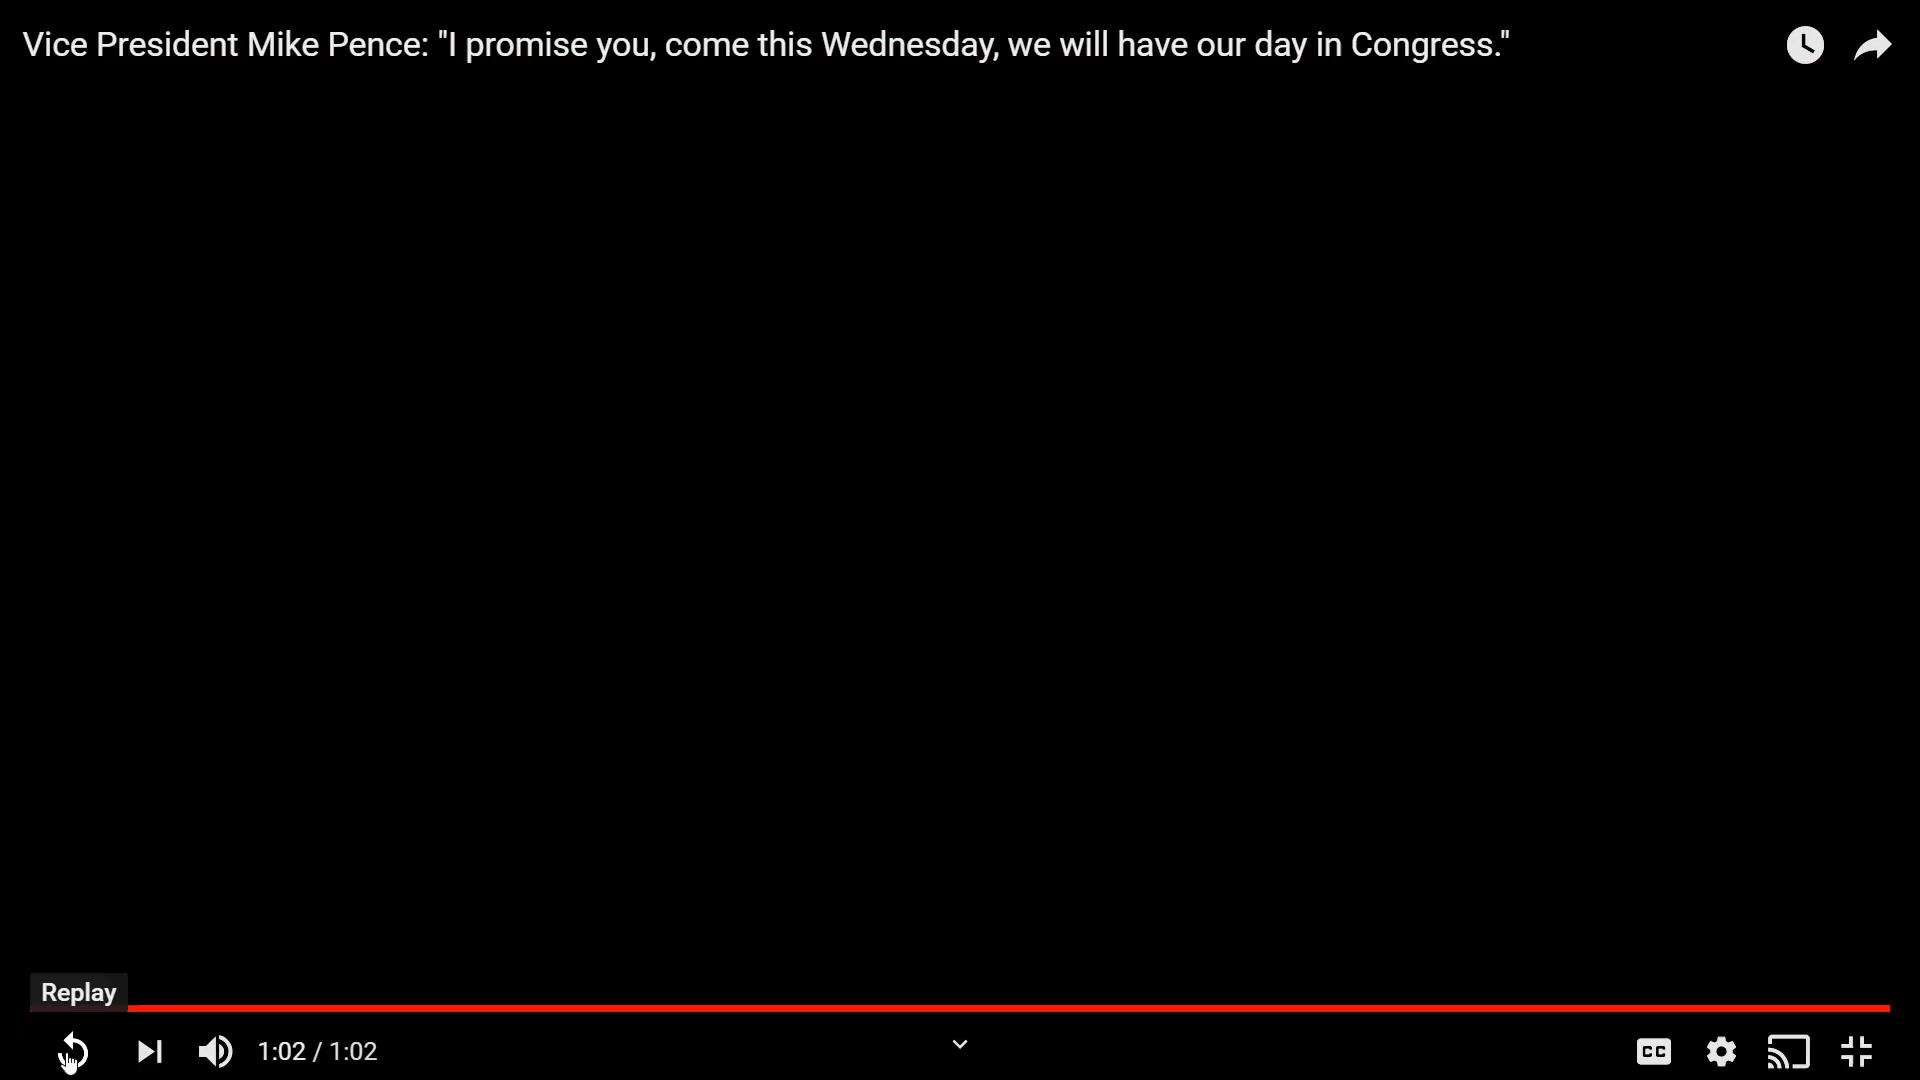 Vice President Mike Pence: "I promise you, come this Wednesday, we will have our day in Congress."
Replay
1:02 / 1:02
CC